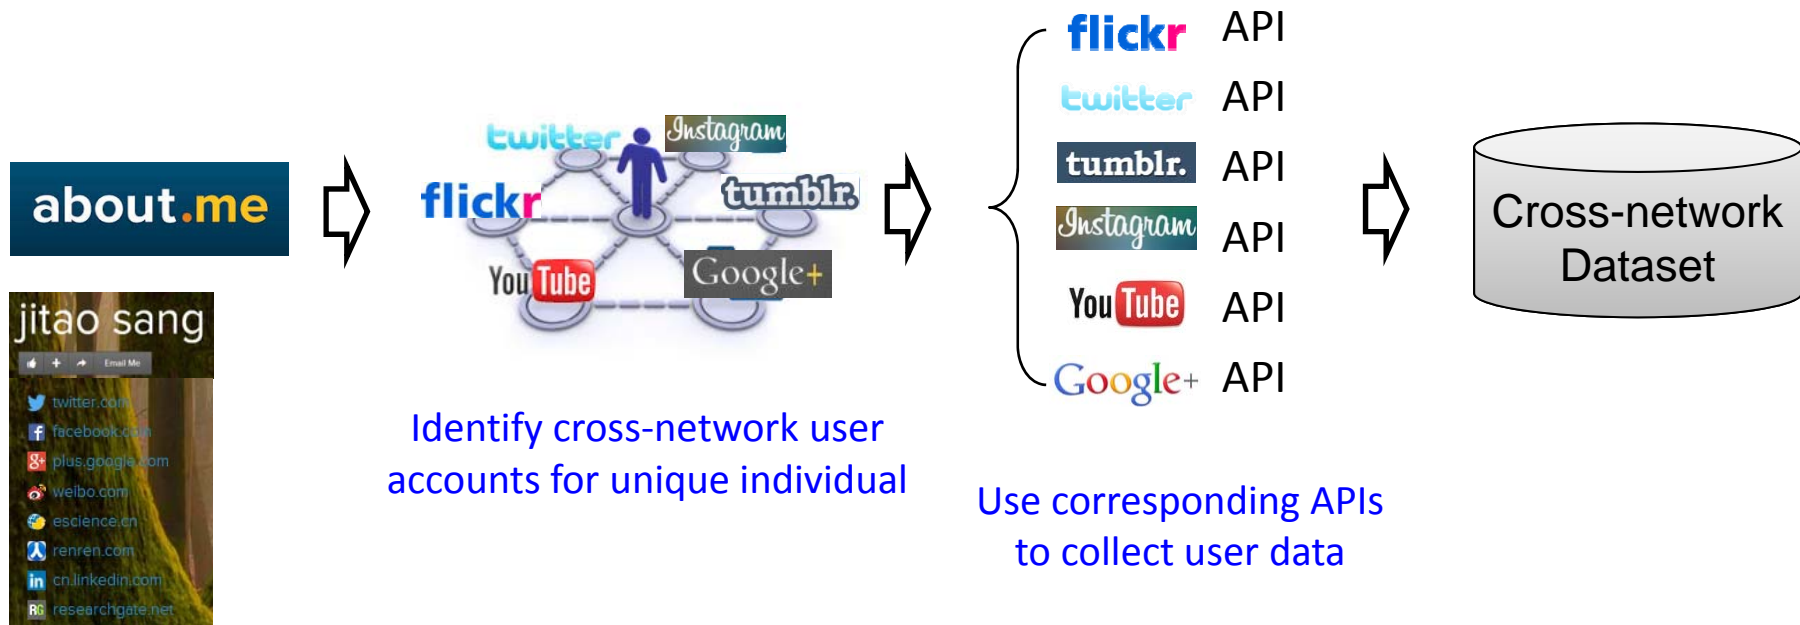 about.me
jitao sang
Email Me
twitter.com
facebook.com
plus.google.com
weibo.com
escience.cn
renren.com
cn.linkedin.com
researchgate.net
twitter
Instagram
flickr
tumblr.
YouTube
Google+
Identify cross-network user
accounts for unique individual
flickr API
twitter API
tumblr. API
Instagram API
YouTube API
Google+ API
Use corresponding APIs
to collect user data
Cross-network
Dataset